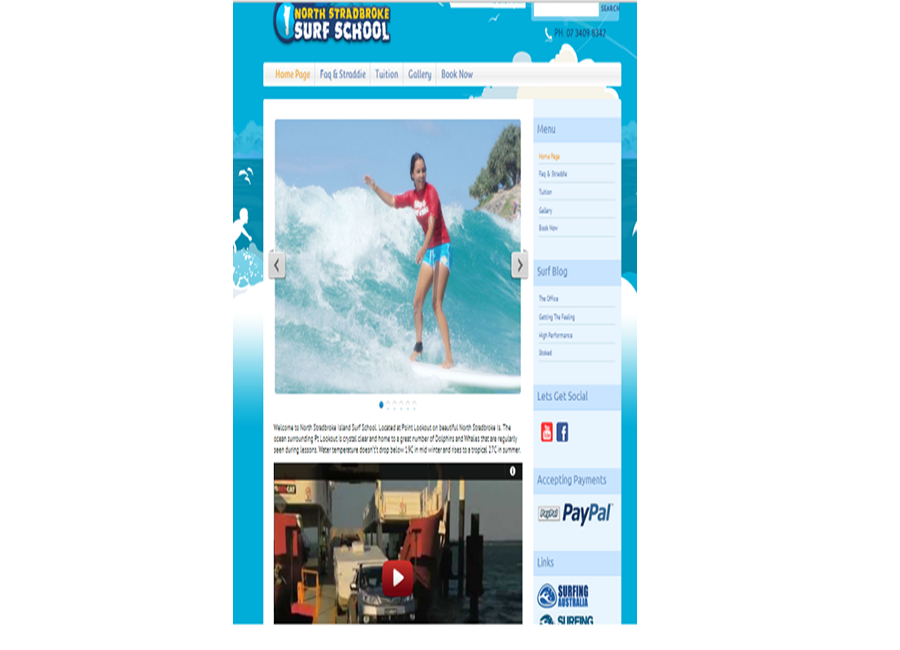 NORTH STRADBROKE
SURF SCHOOL
SEARCH
PH. 07 3409 8342
Home Page
Faq & Straddie
Tuition
Gallery
Book Now
Menu
Home Page
Faq & Straddie
Tuition
Gallery
Book Now
Surf Blog
The Office
Getting The Feeling
High Performance
Stoked
Lets Get Social
Accepting Payments
PayPal PayPal
Links
SURFING
AUSTRALIA
SURFING
Welcome to North Stradbroke Island Surf School. Located at Point Lookout on beautiful North Stradbroke Is. The
ocean surrounding Pt Lookout is crystal clear and home to a great number of Dolphins and Whales that are regularly
seen during lessons. Water temperature doesn't't drop below 19C in mid winter and rises to a tropical 27C in summer.